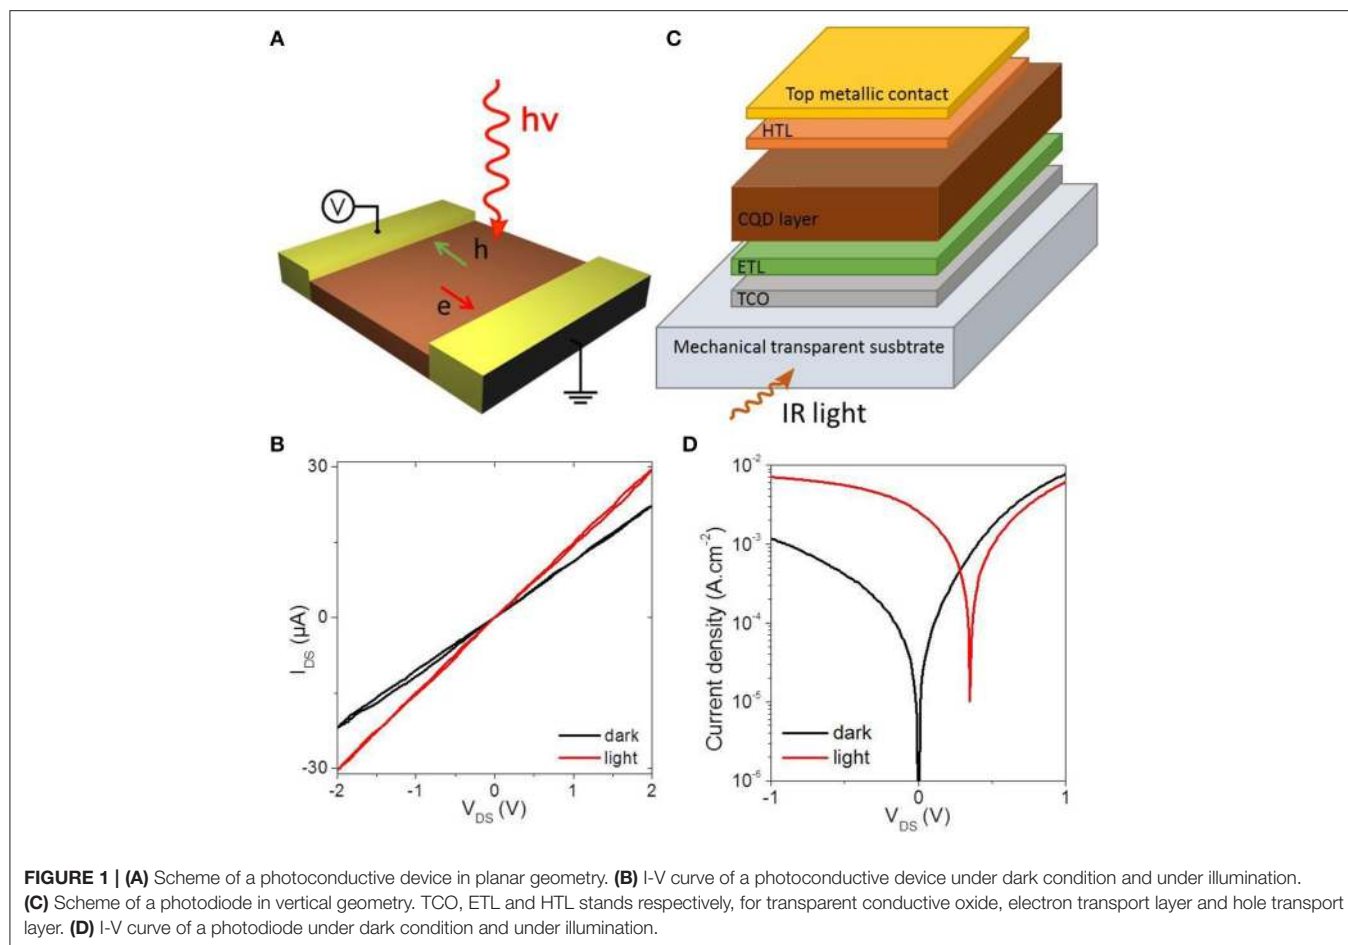 A
hv
V
h
e
C
Top metallic contact
HTL
CQD layer
ETL
TCO
Mechanical transparent susbtrate
IR light
B
30
0
-30
I_DS (µA)
dark
light
-2 -1 0 1 2
V_DS (V)
D
10^-2
10^-3
10^-4
10^-5
10^-6
Current density (A.cm^-2)
dark
light
-1 0 1
V_DS (V)
FIGURE 1 | (A) Scheme of a photoconductive device in planar geometry. (B) I-V curve of a photoconductive device under dark condition and under illumination.
(C) Scheme of a photodiode in vertical geometry. TCO, ETL and HTL stands respectively, for transparent conductive oxide, electron transport layer and hole transport
layer. (D) I-V curve of a photodiode under dark condition and under illumination.